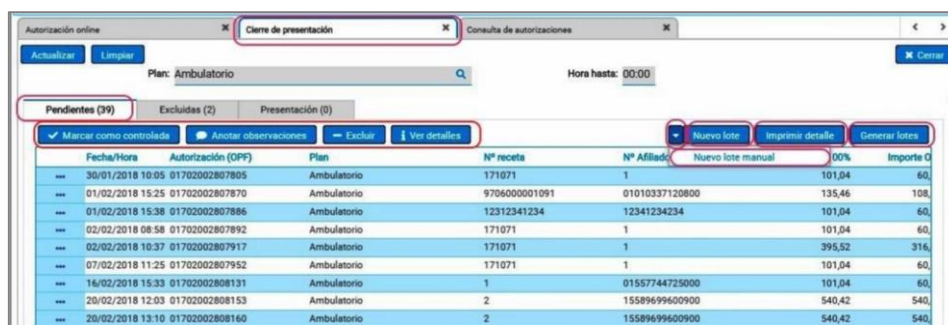 Autorización online Cierre de presentación Consulta de autorizaciones
Actualizar Limpiar Cerrar
Plan: Ambulatorio Hora hasta: 00:00
Pendientes (39) Excluidas (2) Presentación (0)
Marcar como controlada Anotar observaciones Excluir Ver detalles Nuevo lote Imprimir detalle Generar lotes
Fecha/Hora Autorización (OPF) Plan Nº receta Nº Afiliado Nuevo lote manual 00% Importe O
30/01/2018 10:05 01702002807805 Ambulatorio 171071 1 101,04 60,
01/02/2018 15:25 01702002807870 Ambulatorio 9706000001091 01010337120800 135,46 108,
01/02/2018 15:38 01702002807886 Ambulatorio 12312341234 12341234234 101,04 60,
02/02/2018 08:58 01702002807892 Ambulatorio 171071 1 101,04 60,
02/02/2018 10:37 01702002807917 Ambulatorio 171071 1 395,52 316,
07/02/2018 11:25 01702002807952 Ambulatorio 171071 1 101,04 60,
16/02/2018 15:33 01702002808131 Ambulatorio 1 01557744725000 101,04 60,
20/02/2018 12:03 01702002808153 Ambulatorio 2 15589699600900 540,42 540,
20/02/2018 13:10 01702002808160 Ambulatorio 2 15589699600900 540,42 540,